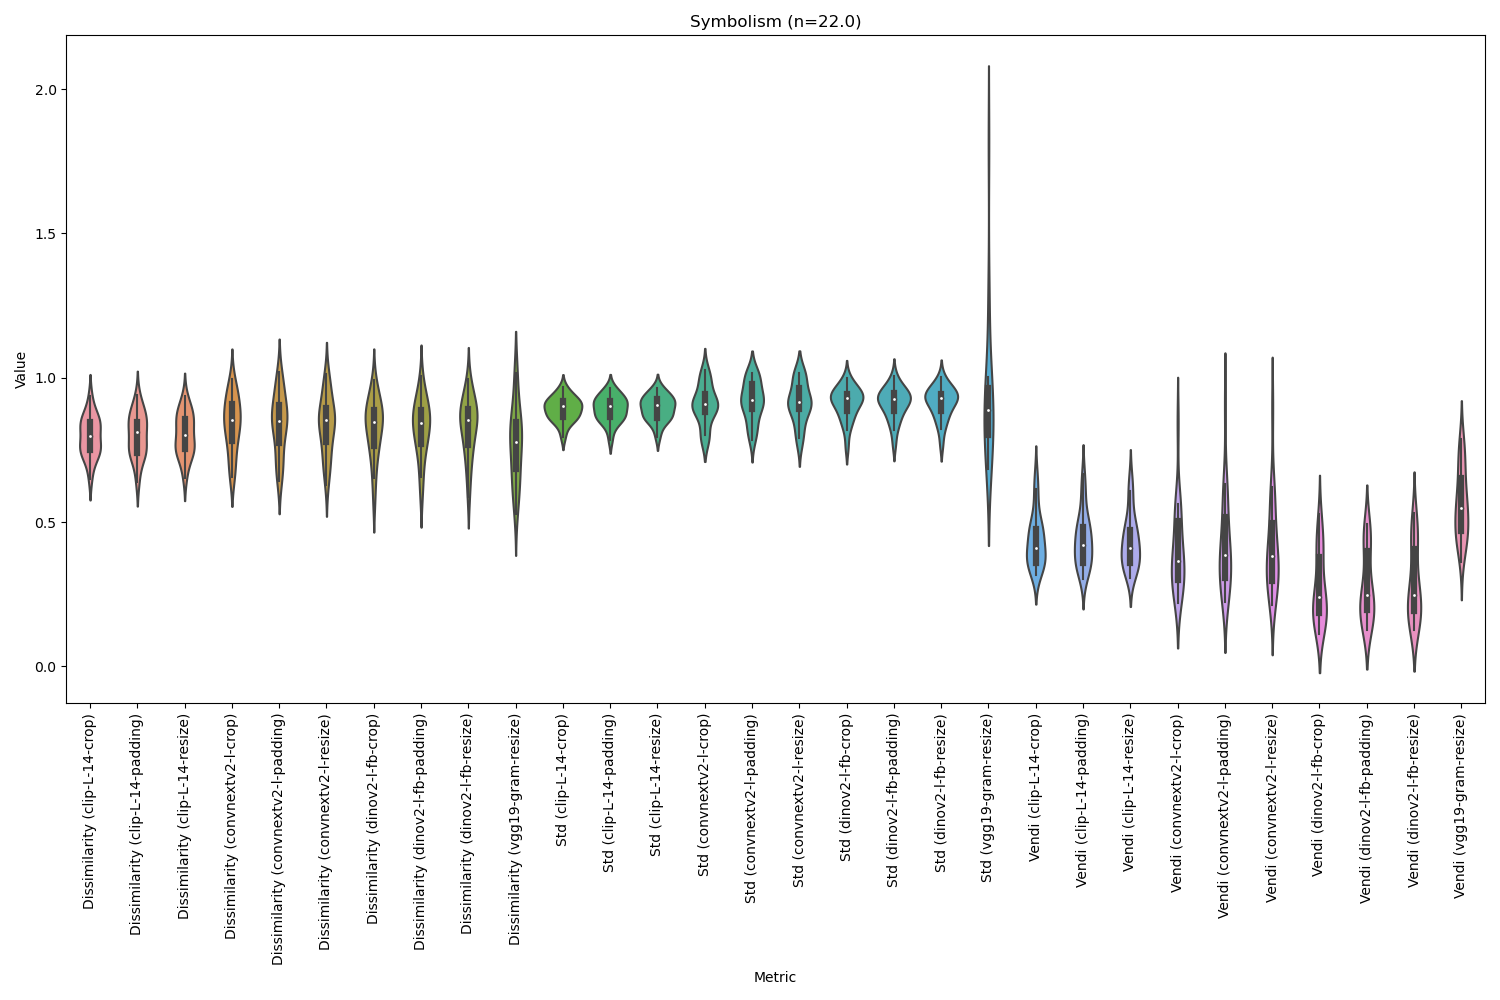 Symbolism (n=22.0)
Value
2.0
1.5
1.0
0.5
0.0
Dissimilarity (clip-L-14-crop)
Dissimilarity (clip-L-14-padding)
Dissimilarity (clip-L-14-resize)
Dissimilarity (convnextv2-l-crop)
Dissimilarity (convnextv2-l-padding)
Dissimilarity (convnextv2-l-resize)
Dissimilarity (dinov2-l-fb-crop)
Dissimilarity (dinov2-l-fb-padding)
Dissimilarity (dinov2-l-fb-resize)
Dissimilarity (vgg19-gram-resize)
Std (clip-L-14-crop)
Std (clip-L-14-padding)
Std (clip-L-14-resize)
Std (convnextv2-l-crop)
Std (convnextv2-l-padding)
Std (convnextv2-l-resize)
Std (dinov2-l-fb-crop)
Std (dinov2-l-fb-padding)
Std (dinov2-l-fb-resize)
Std (vgg19-gram-resize)
Vendi (clip-L-14-crop)
Vendi (clip-L-14-padding)
Vendi (clip-L-14-resize)
Vendi (convnextv2-l-crop)
Vendi (convnextv2-l-padding)
Vendi (convnextv2-l-resize)
Vendi (dinov2-l-fb-crop)
Vendi (dinov2-l-fb-padding)
Vendi (dinov2-l-fb-resize)
Vendi (vgg19-gram-resize)
Metric